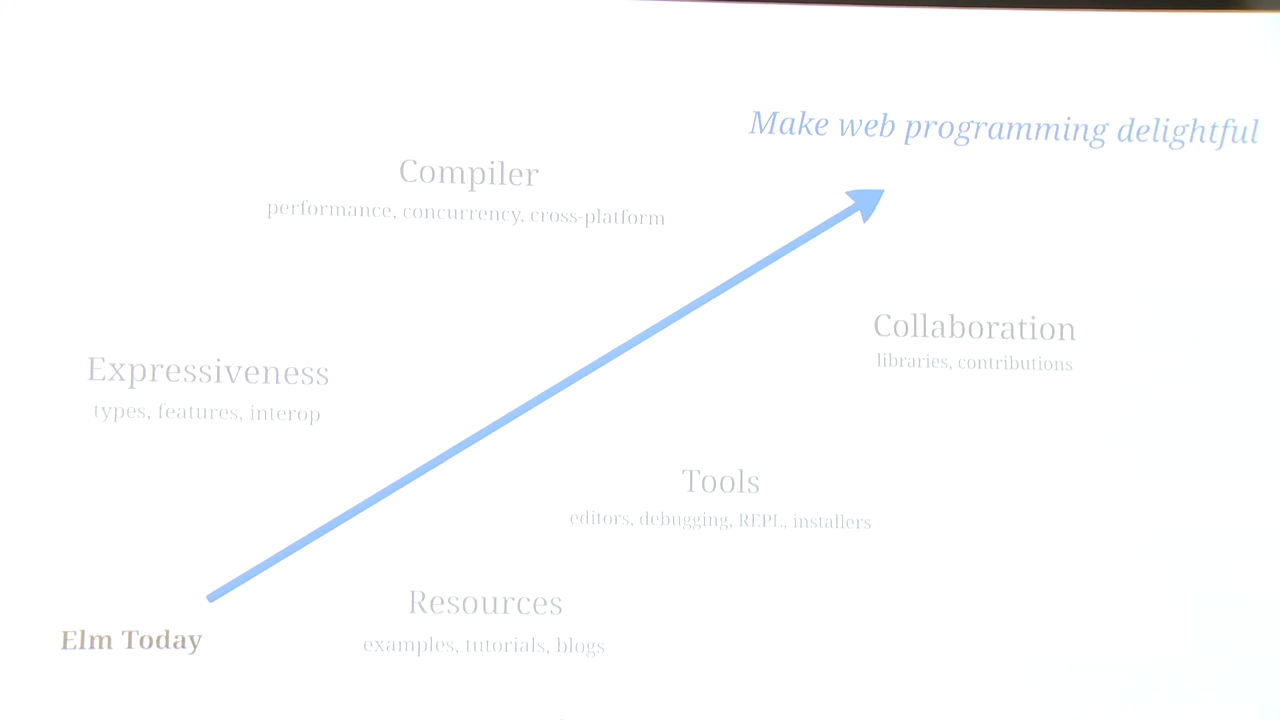 Make web programming delightful
Compiler
performance, concurrency, cross-platform
Collaboration
libraries, contributions
Expressiveness
types, features, interop
Tools
editors, debugging, REPL, installers
Resources
examples, tutorials, blogs
Elm Today